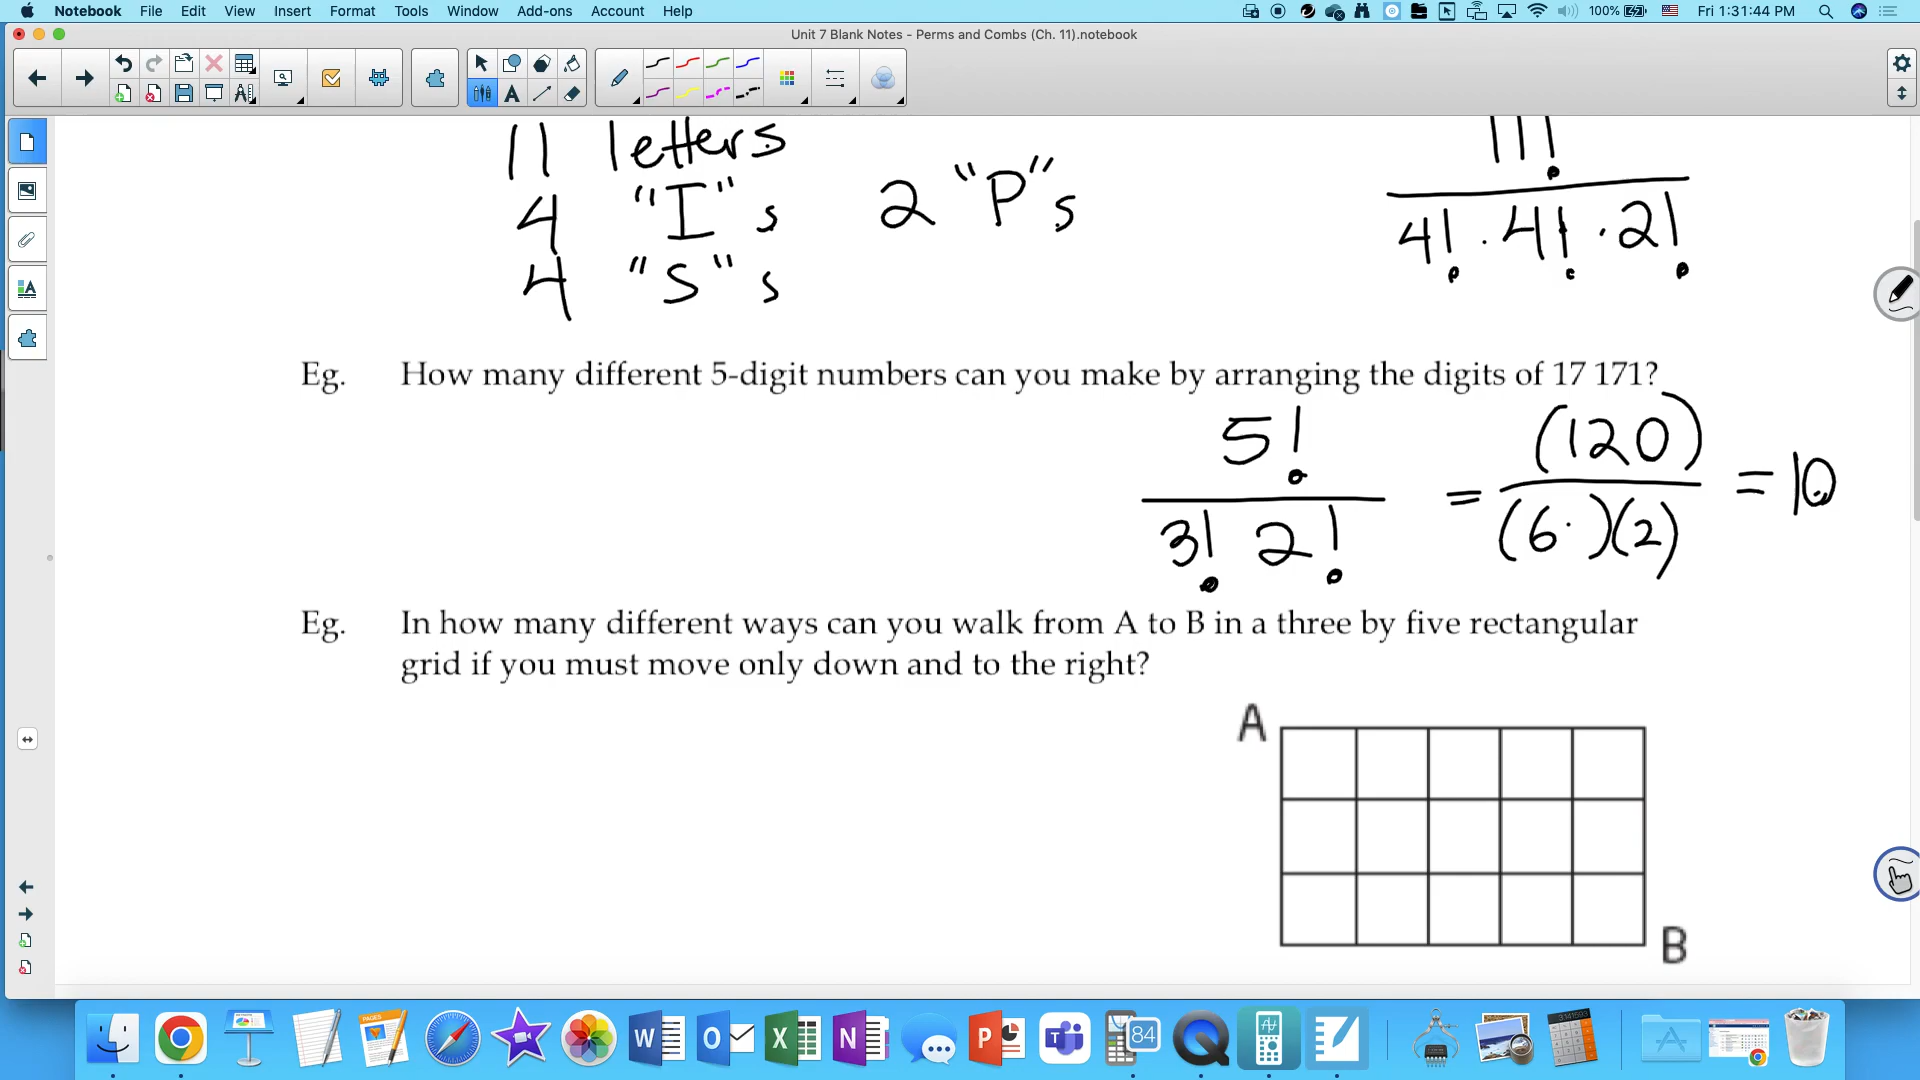 Notebook File Edit View Insert Format Tools Window Add-ons Account Help 100% Fri 1:31:44 PM
Unit 7 Blank Notes - Perms and Combs (Ch. 11).notebook
11 letters
4 "I"s 2 "P"s
4 "S"s
11!
4! · 4! · 2!
Eg. How many different 5-digit numbers can you make by arranging the digits of 17 171?
5! / 3! 2! = (120) / (6·)(2) = 10
Eg. In how many different ways can you walk from A to B in a three by five rectangular
grid if you must move only down and to the right?
A
B
84